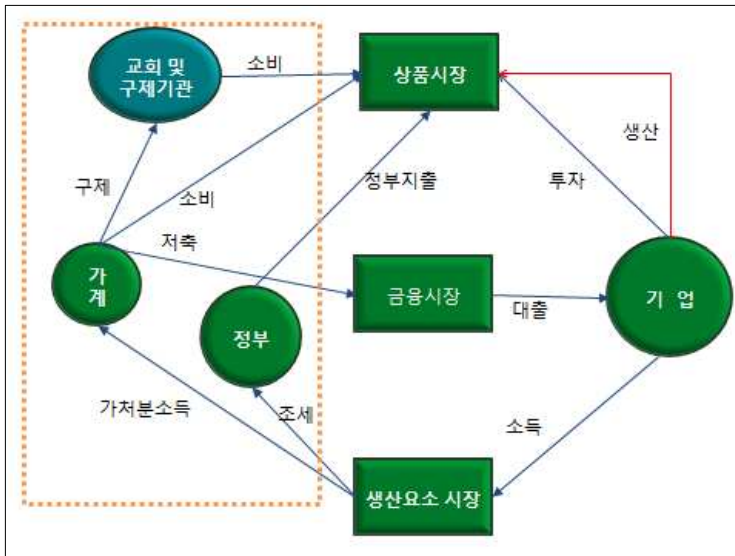 교회 및
구제기관
소비
상품시장
생산
구제
소비
정부지출
투자
저축
가
계
금융시장
대출
기 업
정부
가처분소득
조세
소득
생산요소 시장